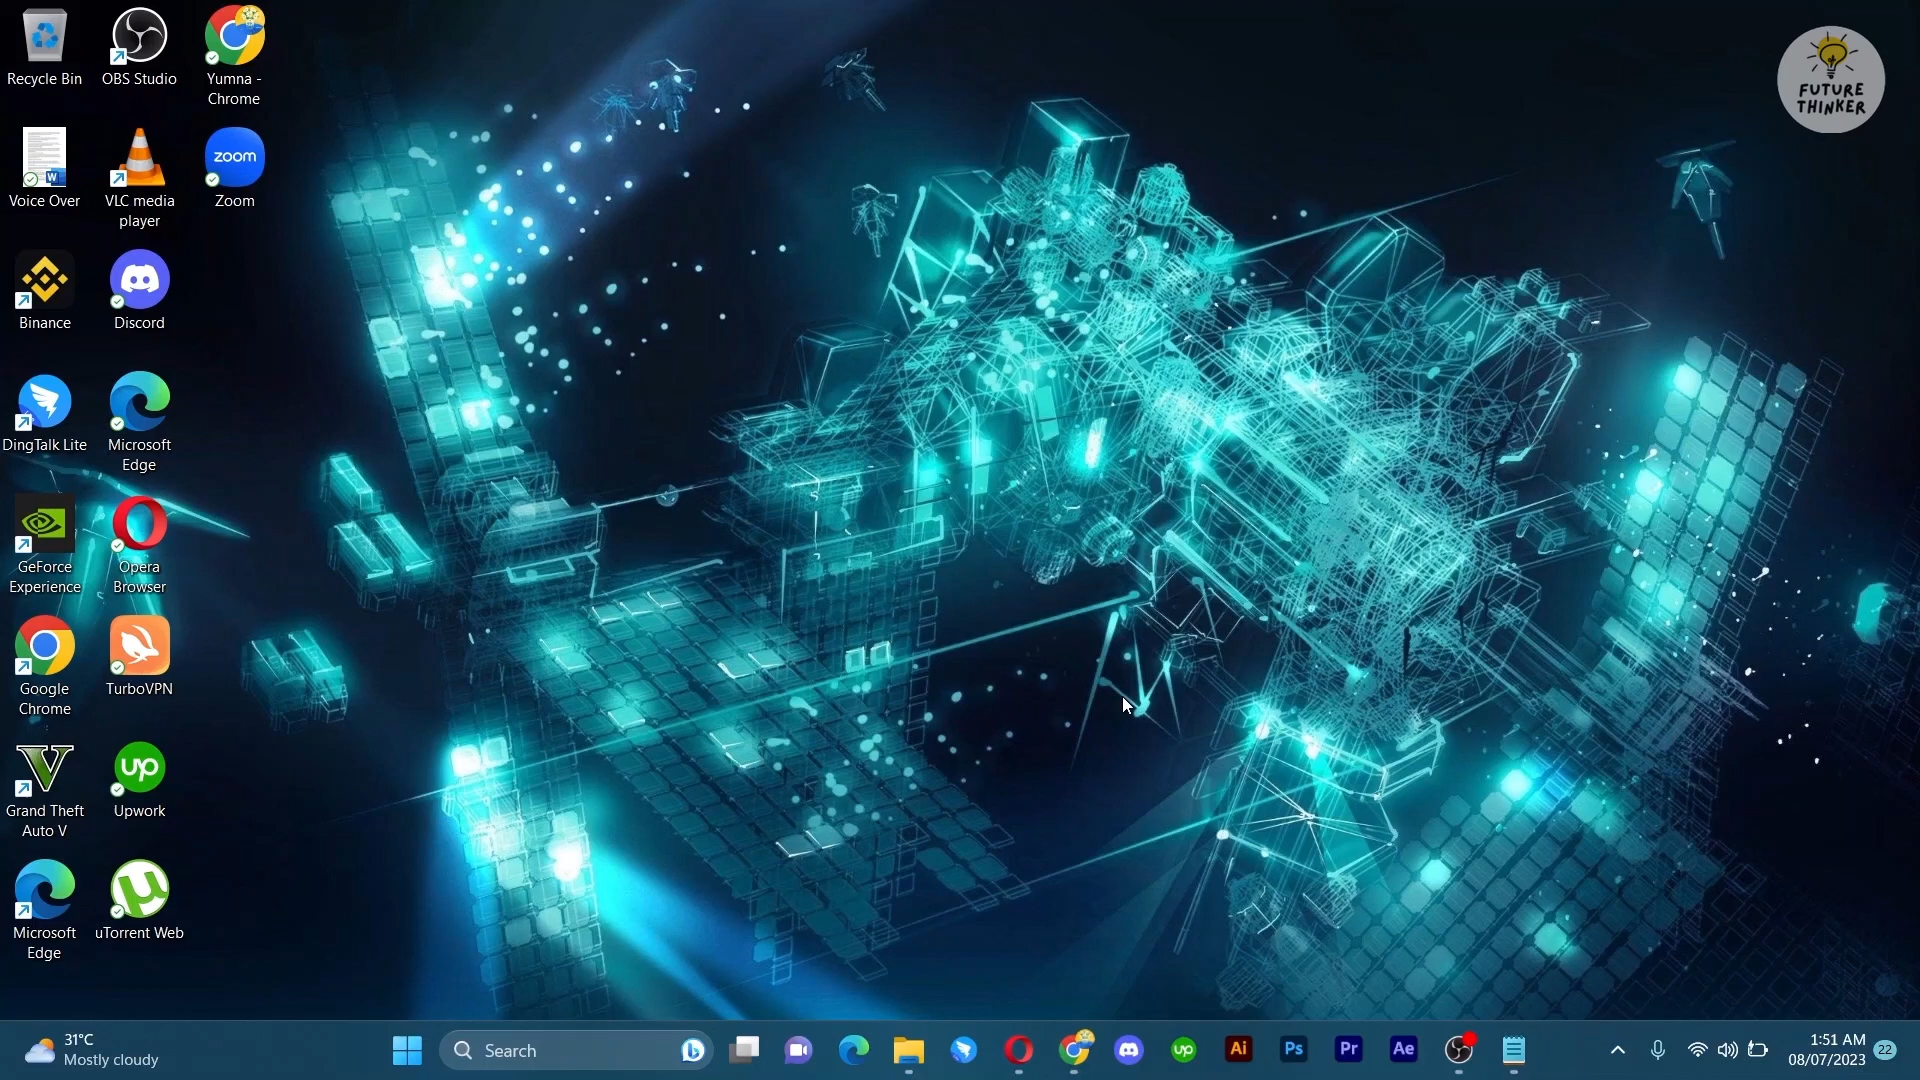 Recycle Bin
OBS Studio
Yumna -
Chrome
FUTURE
THINKER
W
zoom
Voice Over
VLC media
player
Zoom
Binance
Discord
DingTalk Lite
Microsoft
Edge
GeForce
Experience
Opera
Browser
Google
Chrome
TurboVPN
V
up
Grand Theft
Auto V
Upwork
µ
Microsoft
Edge
uTorrent Web
31°C
Mostly cloudy
Search
up
Ai
Ps
Pr
Ae
1:51 AM
08/07/2023
22